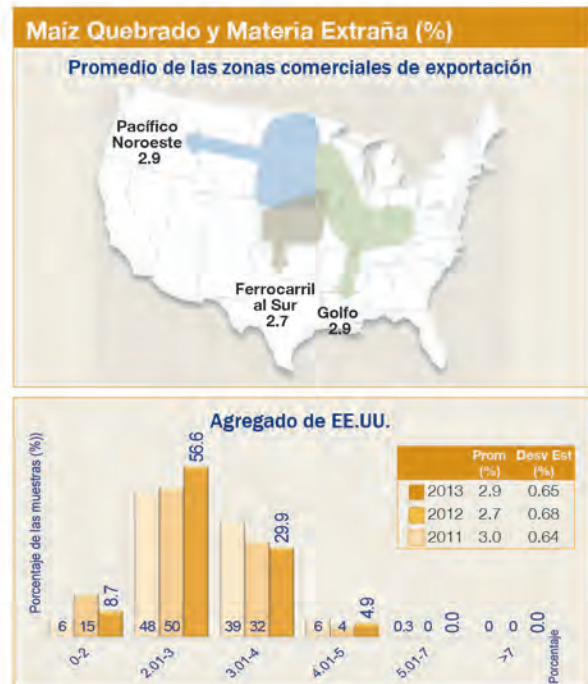 Maíz Quebrado y Materia Extraña (%)
Promedio de las zonas comerciales de exportación
Pacífico
Noroeste
2.9
Ferrocarril
al Sur
2.7
Golfo
2.9
Agregado de EE.UU.
Porcentaje de las muestras (%))
Prom Desv Est
(%) (%)
2013 2.9 0.65
2012 2.7 0.68
2011 3.0 0.64
6 15 8.7
48 50 56.6
39 32 29.9
6 4 4.9
0.3 0 0.0
0 0 0.0
0-2 2.01-3 3.01-4 4.01-5 5.01-7 >7
Porcentaje